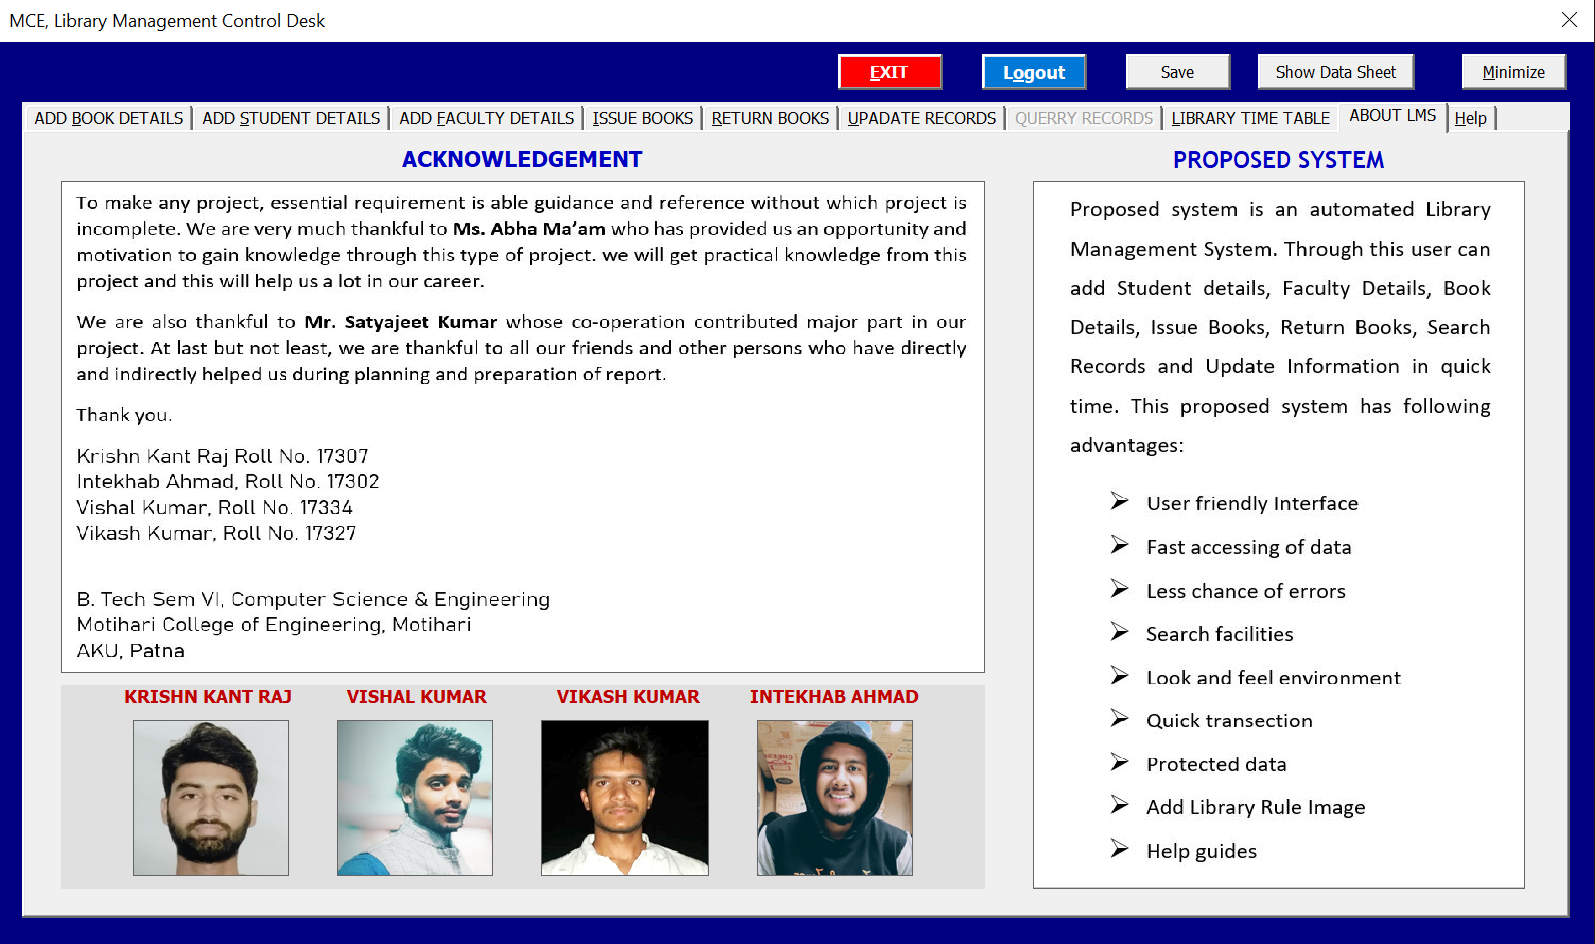 MCE, Library Management Control Desk
EXIT
Logout
Save
Show Data Sheet
Minimize
ADD BOOK DETAILS
ADD STUDENT DETAILS
ADD FACULTY DETAILS
ISSUE BOOKS
RETURN BOOKS
UPADATE RECORDS
QUERRY RECORDS
LIBRARY TIME TABLE
ABOUT LMS
Help
ACKNOWLEDGEMENT
To make any project, essential requirement is able guidance and reference without which project is
incomplete. We are very much thankful to Ms. Abha Ma’am who has provided us an opportunity and
motivation to gain knowledge through this type of project. we will get practical knowledge from this
project and this will help us a lot in our career.
We are also thankful to Mr. Satyajeet Kumar whose co-operation contributed major part in our
project. At last but not least, we are thankful to all our friends and other persons who have directly
and indirectly helped us during planning and preparation of report.
Thank you.
Krishn Kant Raj Roll No. 17307
Intekhab Ahmad, Roll No. 17302
Vishal Kumar, Roll No. 17334
Vikash Kumar, Roll No. 17327
B. Tech Sem VI, Computer Science & Engineering
Motihari College of Engineering, Motihari
AKU, Patna
KRISHN KANT RAJ
VISHAL KUMAR
VIKASH KUMAR
INTEKHAB AHMAD
PROPOSED SYSTEM
Proposed system is an automated Library
Management System. Through this user can
add Student details, Faculty Details, Book
Details, Issue Books, Return Books, Search
Records and Update Information in quick
time. This proposed system has following
advantages:
User friendly Interface
Fast accessing of data
Less chance of errors
Search facilities
Look and feel environment
Quick transection
Protected data
Add Library Rule Image
Help guides